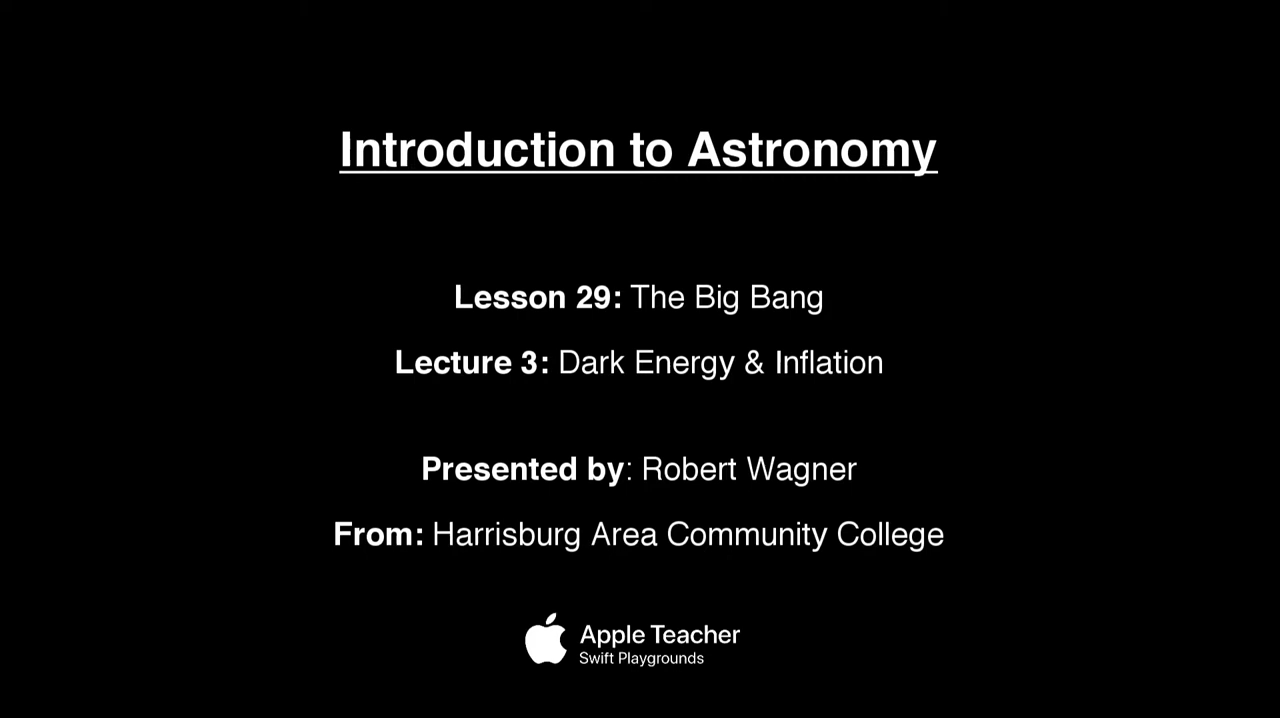 Introduction to Astronomy
Lesson 29: The Big Bang
Lecture 3: Dark Energy & Inflation
Presented by: Robert Wagner
From: Harrisburg Area Community College
Apple Teacher
Swift Playgrounds